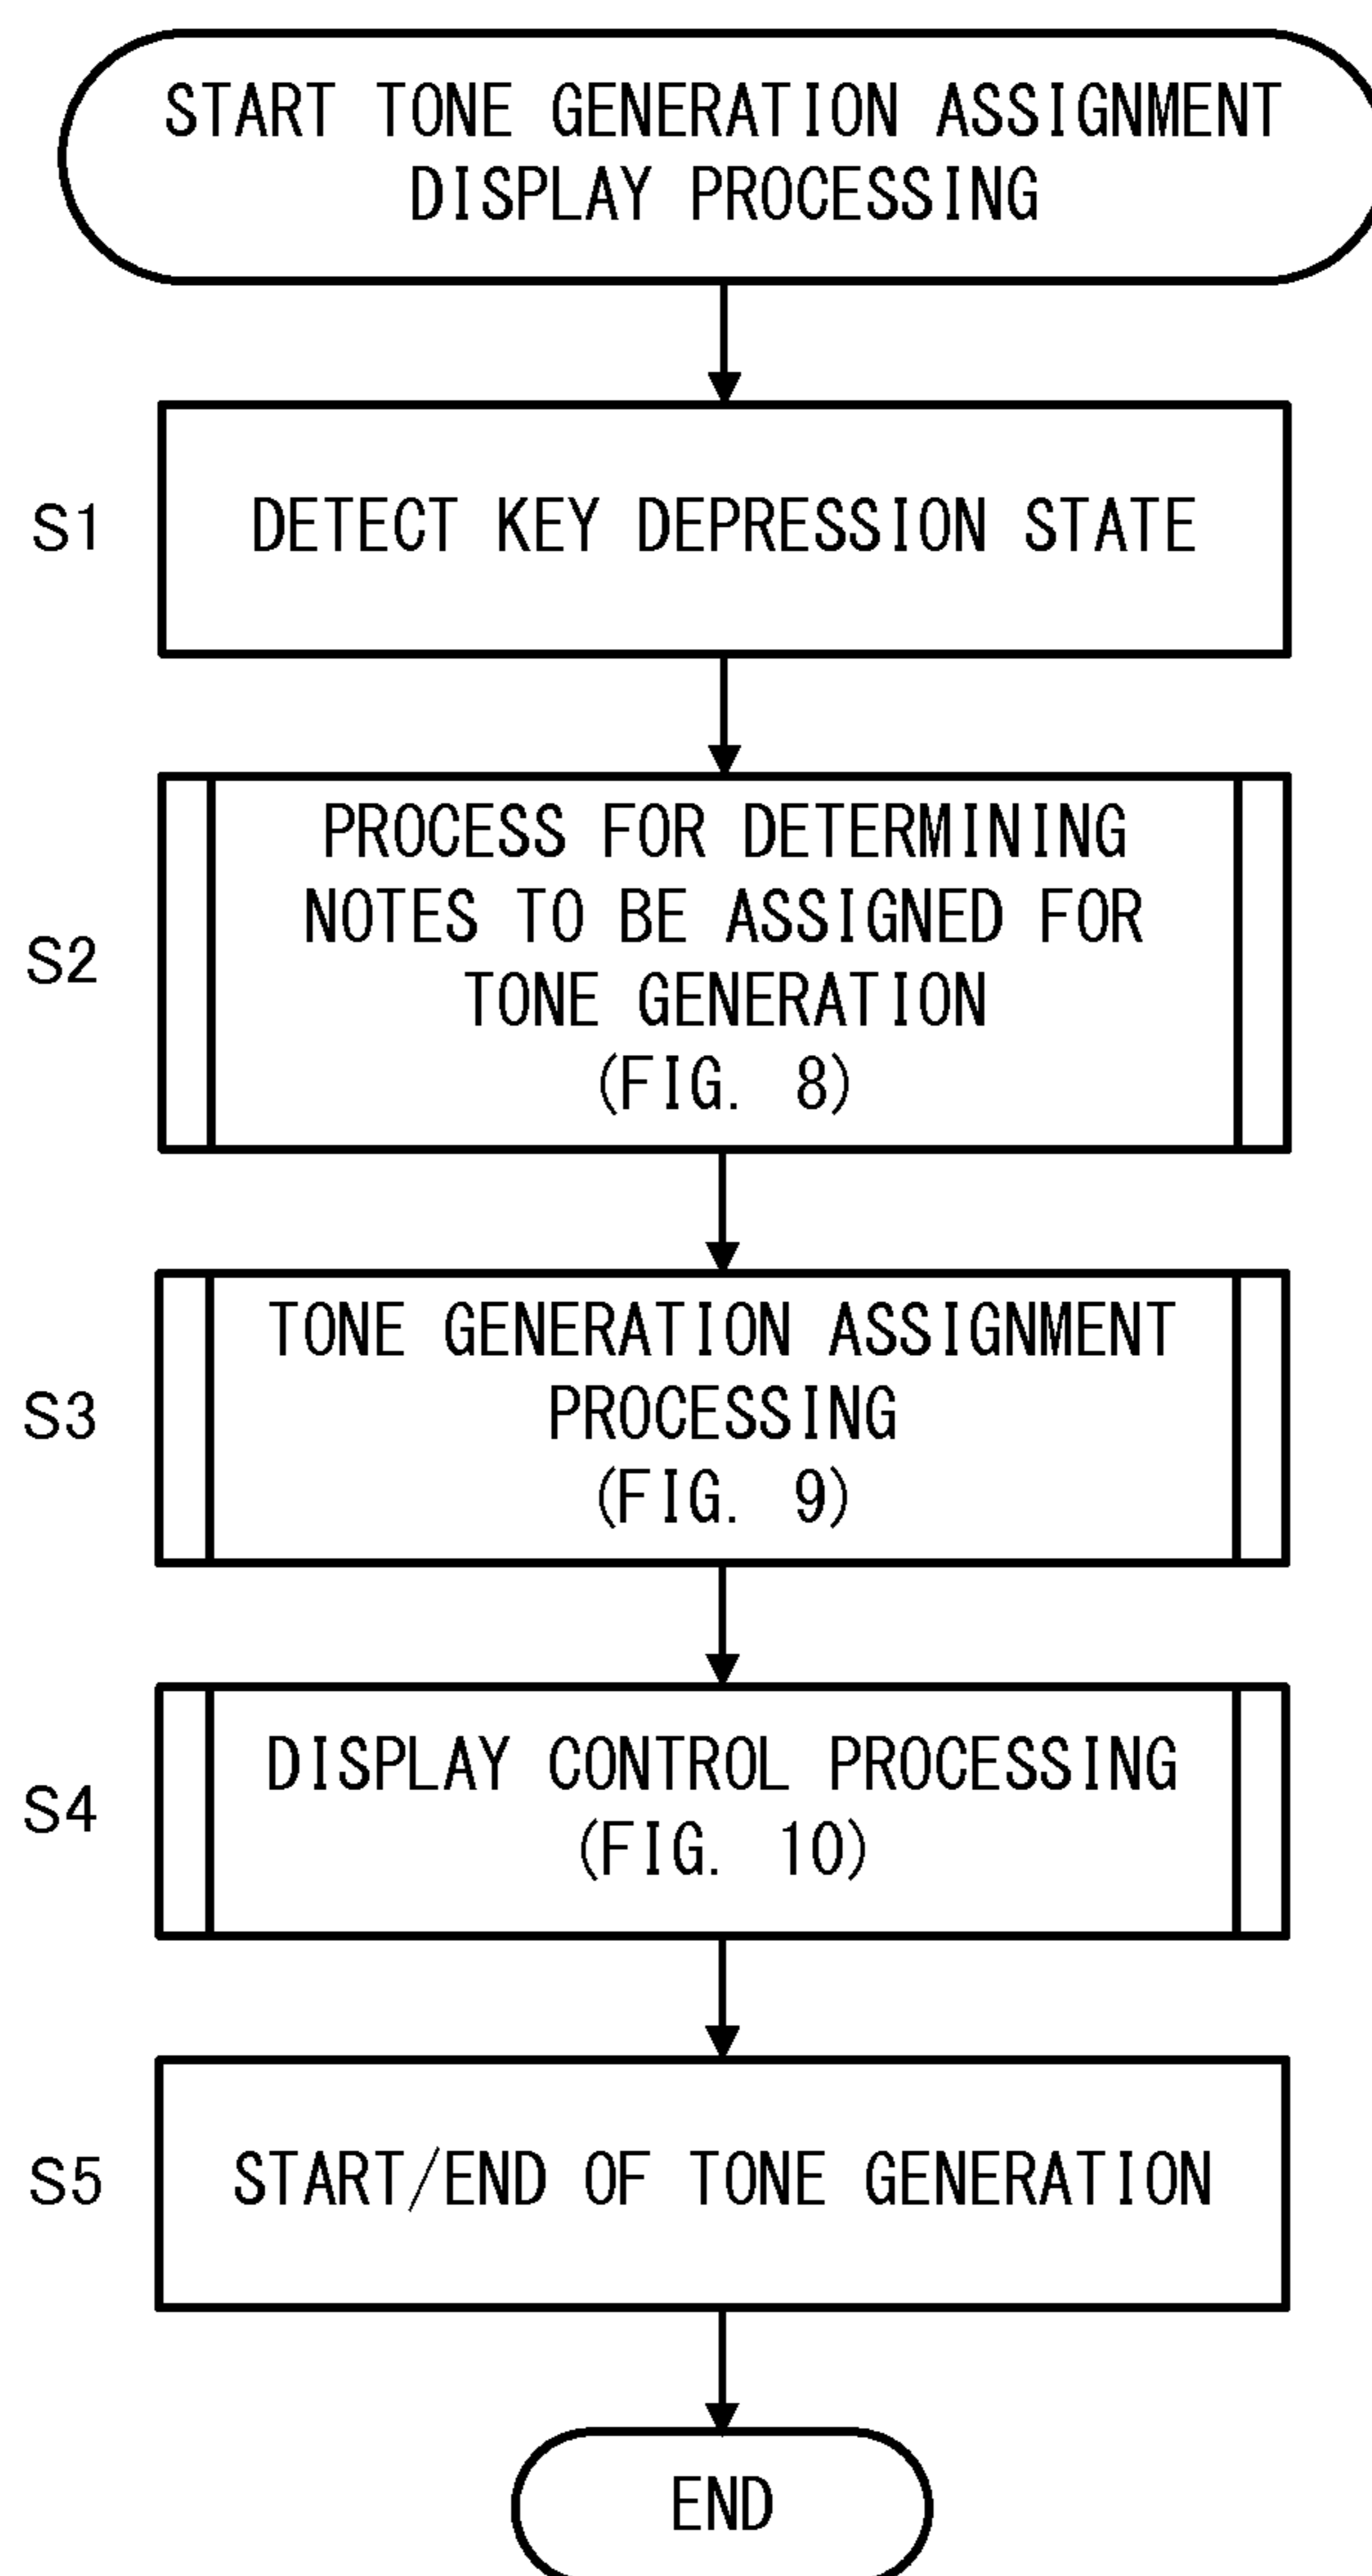 START TONE GENERATION ASSIGNMENT
DISPLAY PROCESSING
S1
DETECT KEY DEPRESSION STATE
S2
PROCESS FOR DETERMINING
NOTES TO BE ASSIGNED FOR
TONE GENERATION
(FIG. 8)
S3
TONE GENERATION ASSIGNMENT
PROCESSING
(FIG. 9)
S4
DISPLAY CONTROL PROCESSING
(FIG. 10)
S5
START/END OF TONE GENERATION
END